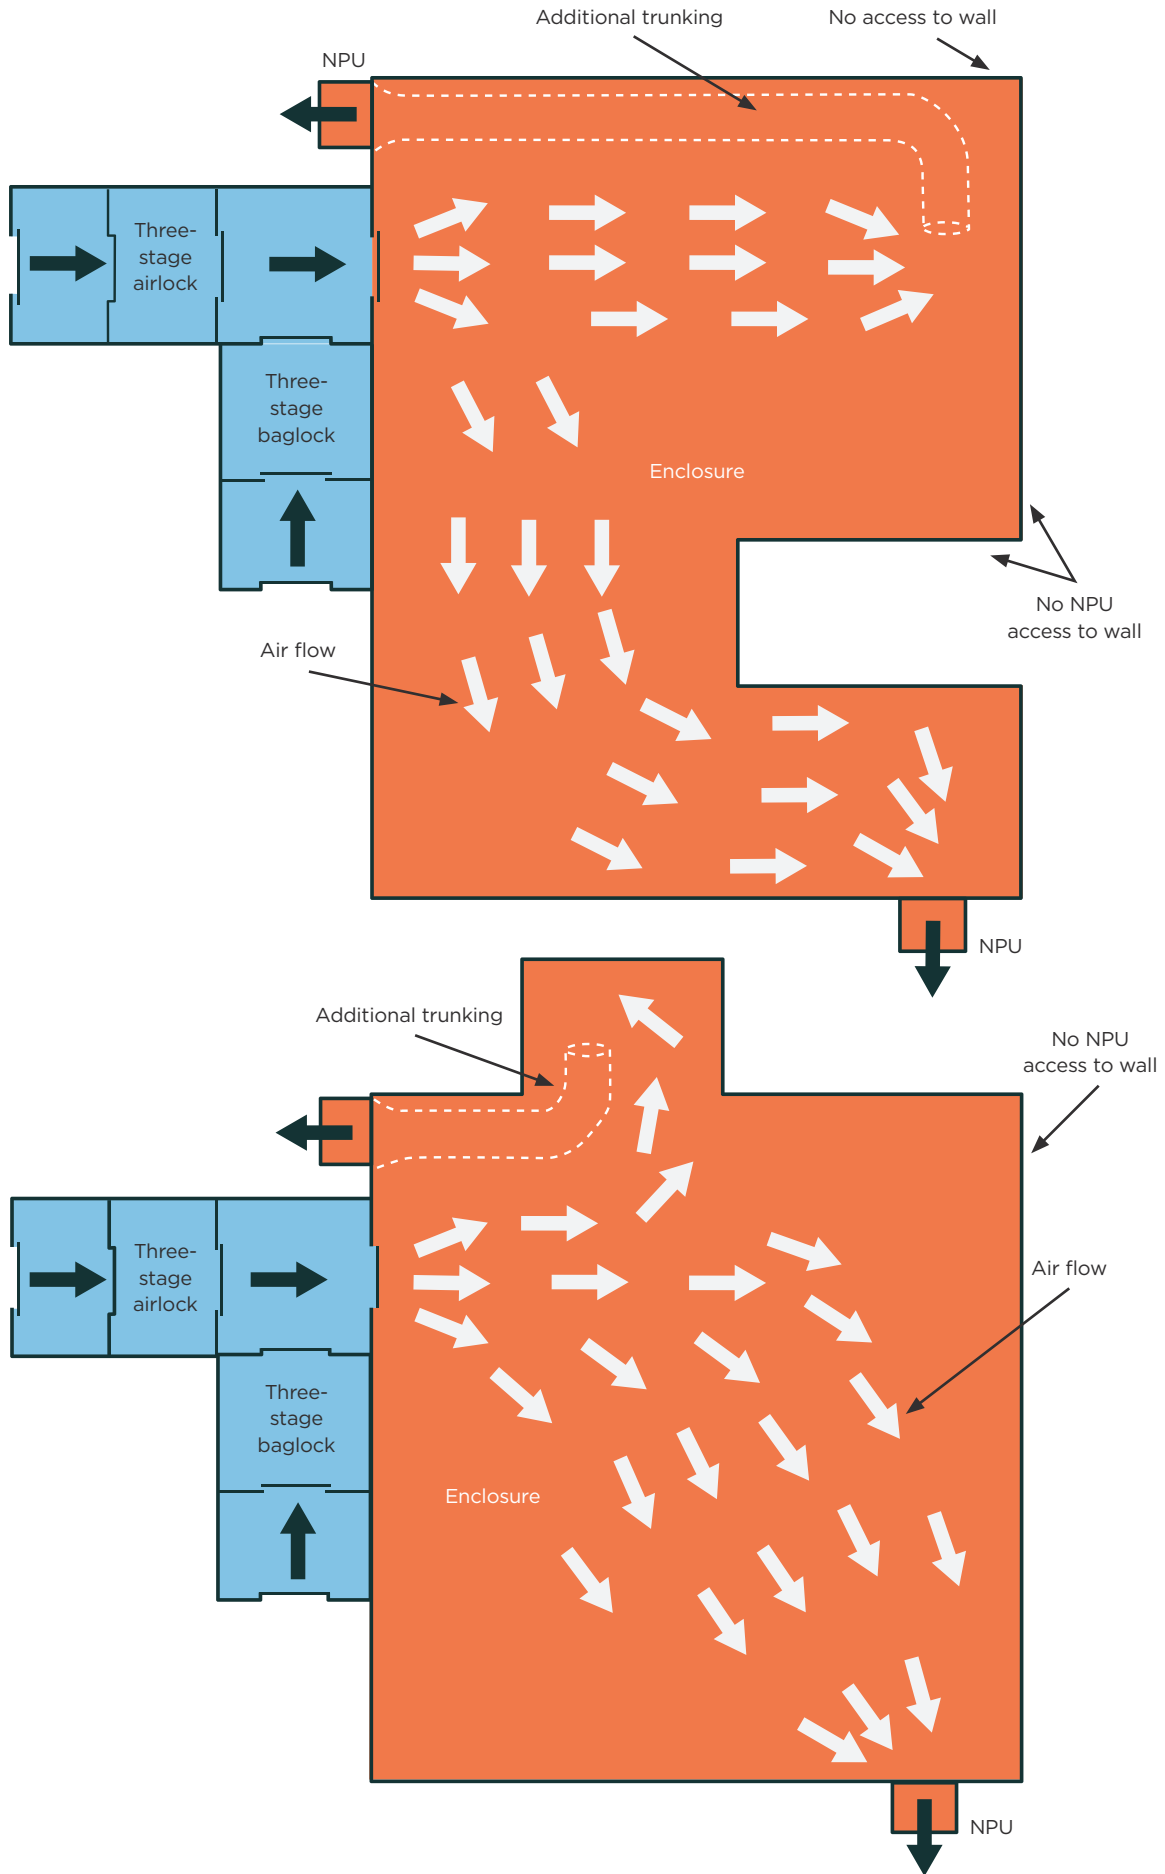 Additional trunking
No access to wall
NPU
Three-
stage
airlock
Three-
stage
baglock
Enclosure
No NPU
access to wall
Air flow
NPU
Additional trunking
No NPU
access to wall
Three-
stage
airlock
Air flow
Three-
stage
baglock
Enclosure
NPU